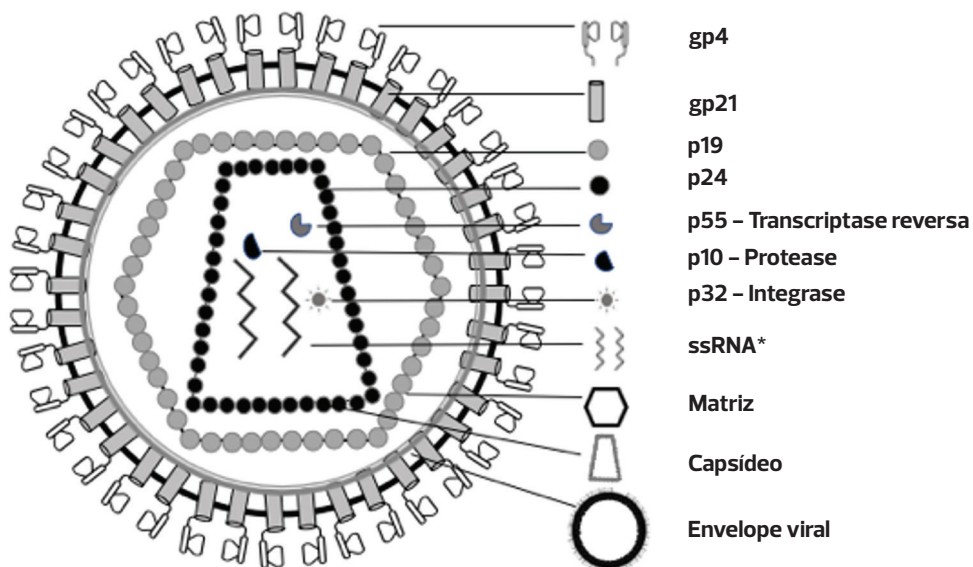 gp4
gp21
p19
p24
p55 – Transcriptase reversa
p10 – Protease
p32 – Integrase
ssRNA*
Matriz
Capsídeo
Envelope viral